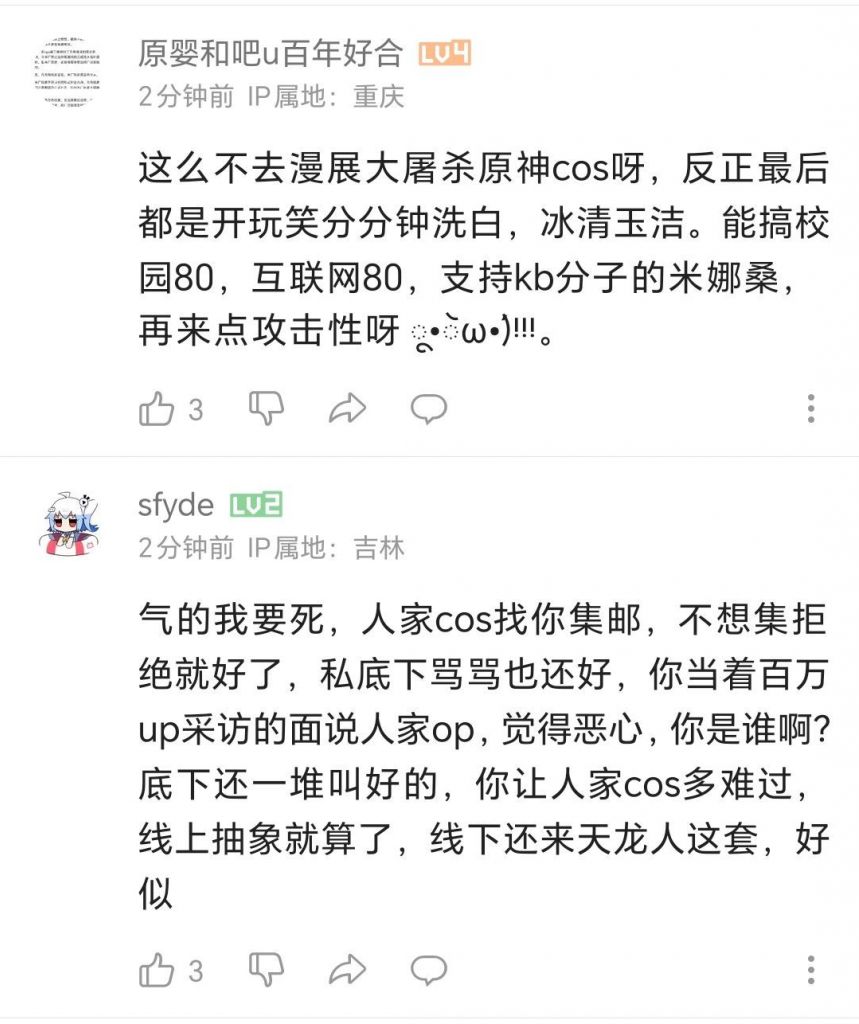 原婴和吧u百年好合 LV4
2分钟前 IP属地：重庆
这么不去漫展大屠杀原神cos呀，反正最后
都是开玩笑分分钟洗白，冰清玉洁。能搞校
园80，互联网80，支持kb分子的米娜桑，
再来点攻击性呀 ू•ૅω•́)ᵎᵎᵎ。
3
sfyde LV2
2分钟前 IP属地：吉林
气的我要死，人家cos找你集邮，不想集拒
绝就好了，私底下骂骂也还好，你当着百万
up采访的面说人家op，觉得恶心，你是谁啊？
底下还一堆叫好的，你让人家cos多难过，
线上抽象就算了，线下还来天龙人这套，好
似
3